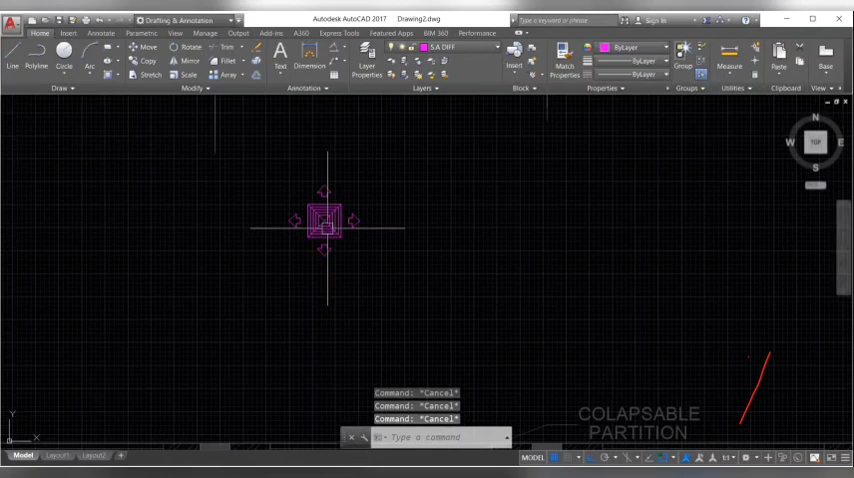 Drafting & Annotation
Autodesk AutoCAD 2017 Drawing2.dwg
Type a keyword or phrase
Sign In
Home Insert Annotate Parametric View Manage Output Add-ins A360 Express Tools Featured Apps BIM 360 Performance
Line
Polyline
Circle
Arc
Move
Copy
Stretch
Rotate
Mirror
Scale
Trim
Fillet
Array
Text
Dimension
Layer
Properties
S.A DIFF
Insert
Match
Properties
ByLayer
ByLayer
ByLayer
Group
Measure
Paste
Base
Draw
Modify
Annotation
Layers
Block
Properties
Groups
Utilities
Clipboard
View
N
W
TOP
E
S
Command: *Cancel*
Command: *Cancel*
Command: *Cancel*
Type a command
COLAPSABLE
PARTITION
Y
X
Model Layout1 Layout2 +
MODEL
1:1